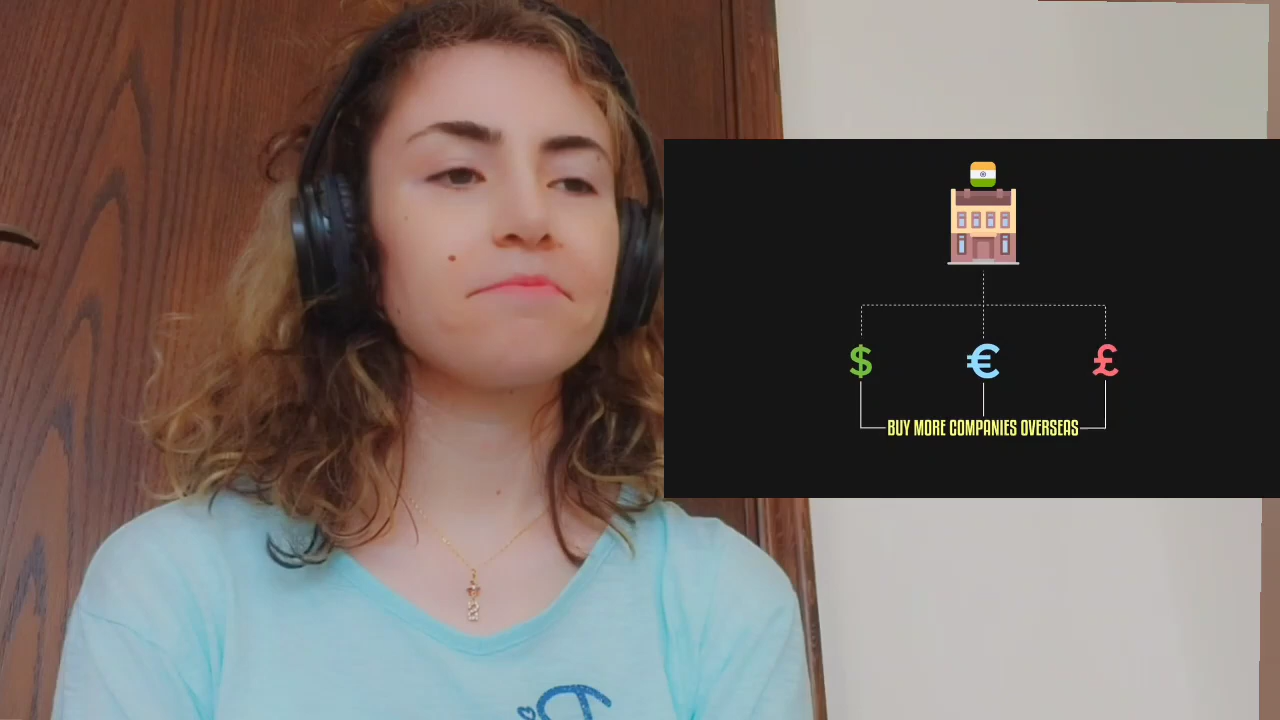 $ € £
BUY MORE COMPANIES OVERSEAS